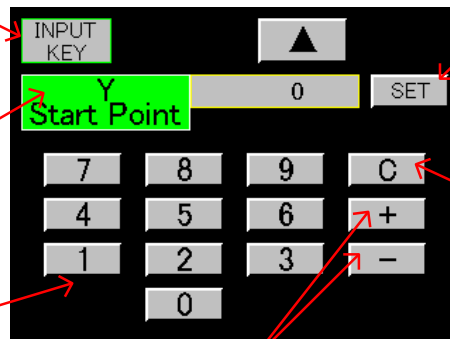 INPUT
KEY
▲
Y
Start Point
0
SET
7 8 9 C
4 5 6 +
1 2 3 −
0